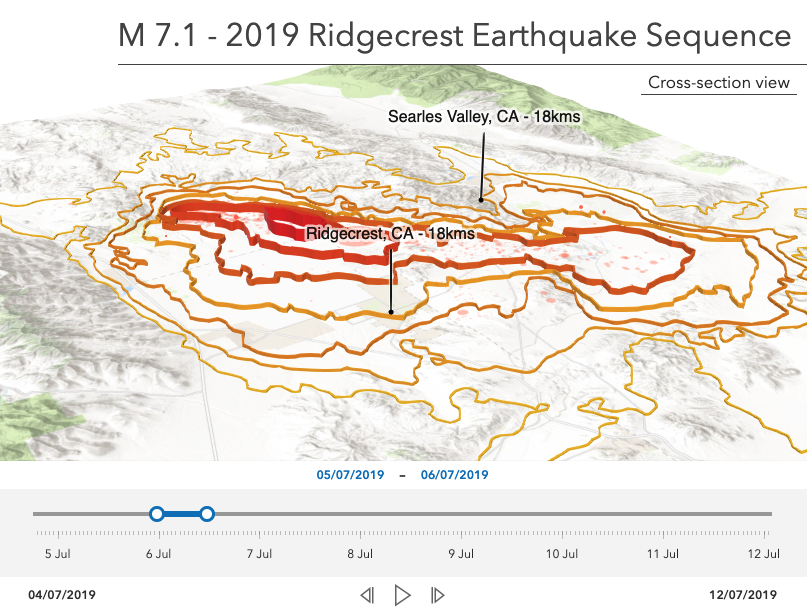 M 7.1 - 2019 Ridgecrest Earthquake Sequence
Cross-section view
Searles Valley, CA - 18kms
Ridgecrest, CA - 18kms
05/07/2019 – 06/07/2019
5 Jul 6 Jul 7 Jul 8 Jul 9 Jul 10 Jul 11 Jul 12 Jul
04/07/2019 12/07/2019